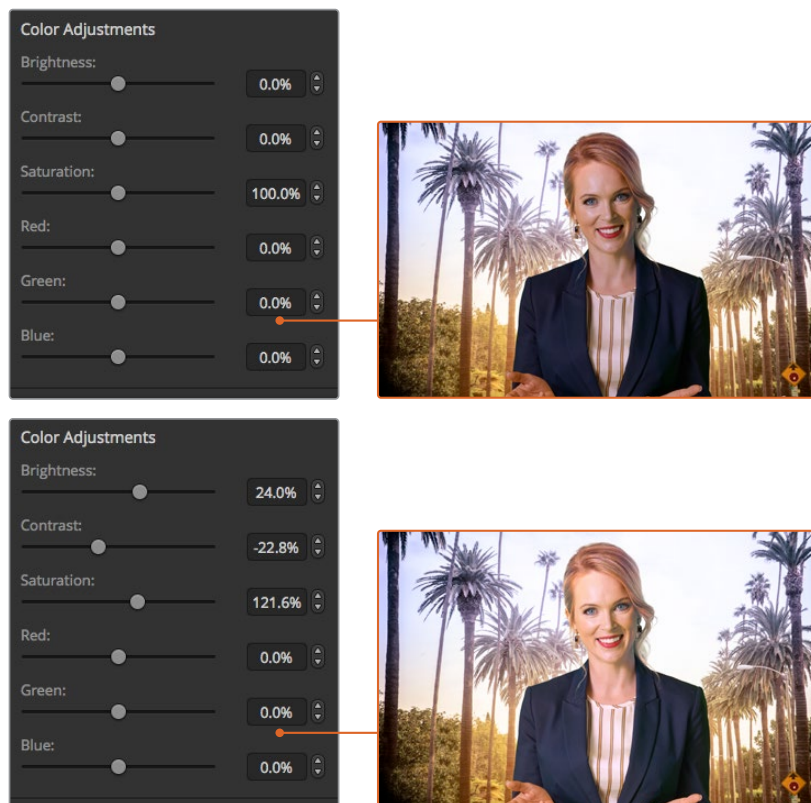 Color Adjustments
Brightness:
0.0%
Contrast:
0.0%
Saturation:
100.0%
Red:
0.0%
Green:
0.0%
Blue:
0.0%
Color Adjustments
Brightness:
24.0%
Contrast:
-22.8%
Saturation:
121.6%
Red:
0.0%
Green:
0.0%
Blue:
0.0%